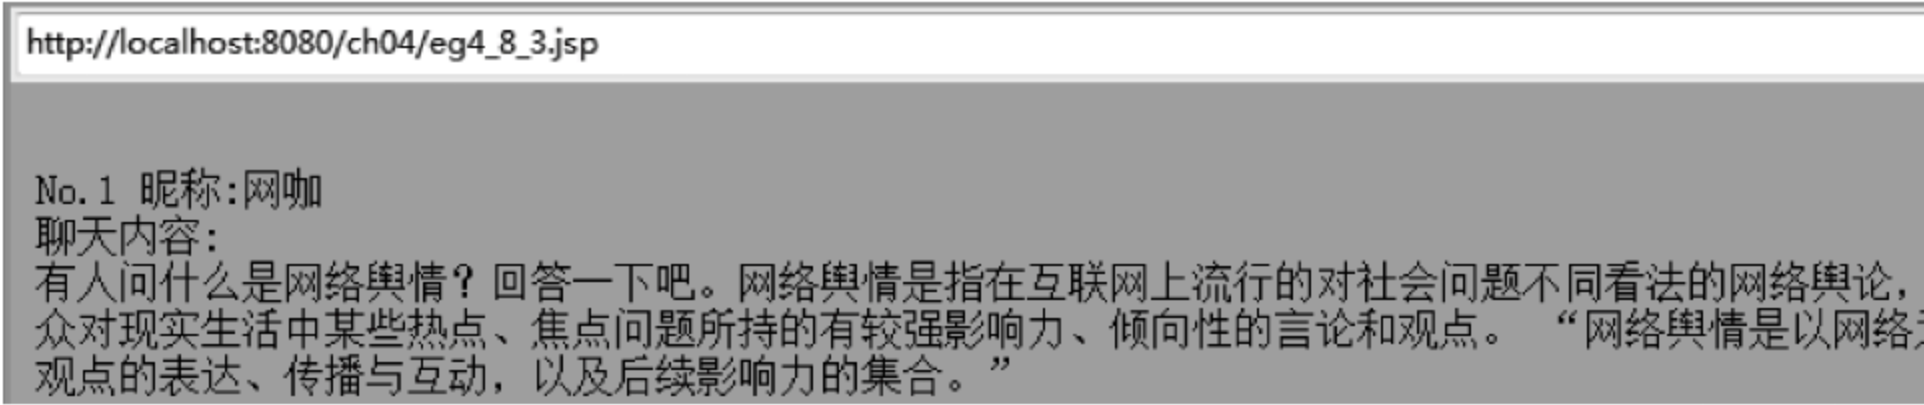 http://localhost:8080/ch04/eg4_8_3.jsp
No.1 昵称:网咖
聊天内容:
有人问什么是网络舆情？回答一下吧。网络舆情是指在互联网上流行的对社会问题不同看法的网络舆论，
众对现实生活中某些热点、焦点问题所持的有较强影响力、倾向性的言论和观点。 “网络舆情是以网络
观点的表达、传播与互动，以及后续影响力的集合。”